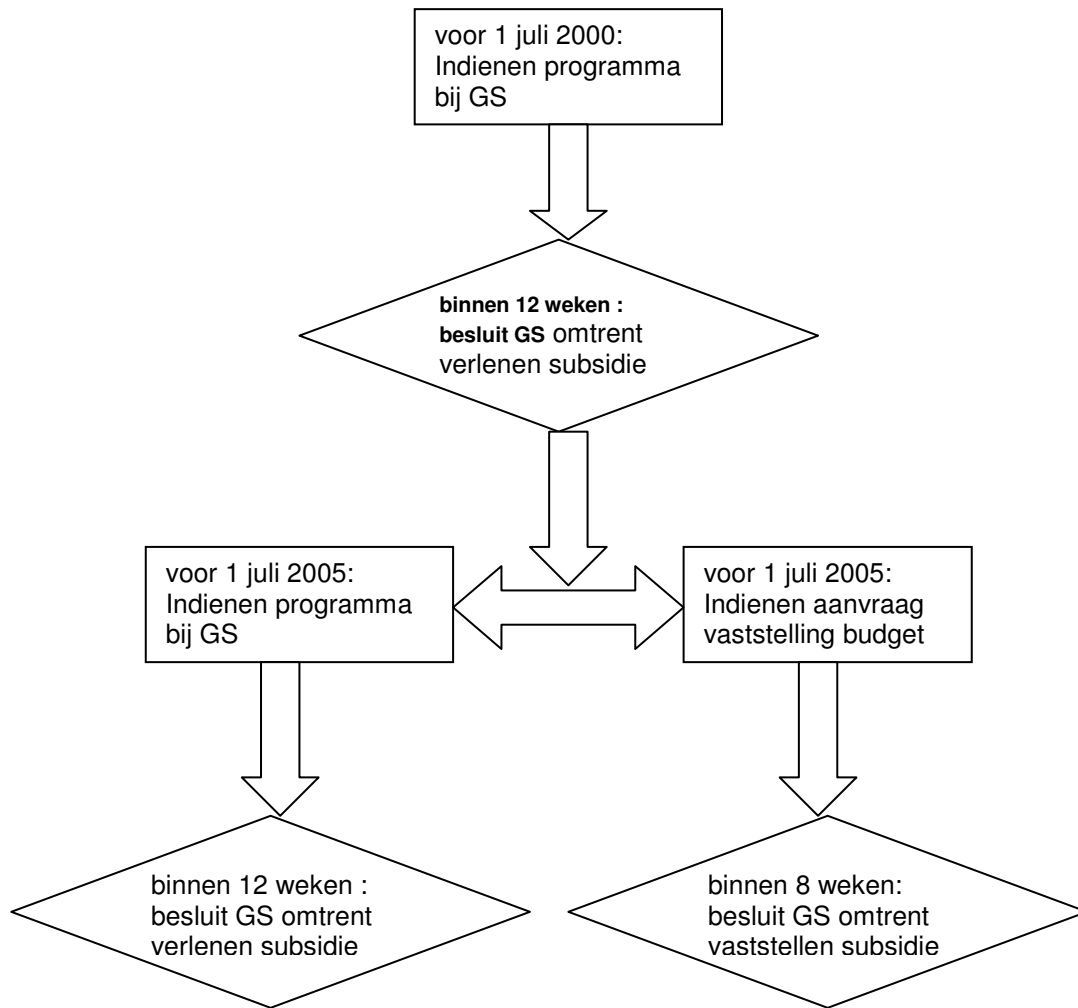 voor 1 juli 2000:
Indienen programma
bij GS
binnen 12 weken :
besluit GS omtrent
verlenen subsidie
voor 1 juli 2005:
Indienen programma
bij GS
voor 1 juli 2005:
Indienen aanvraag
vaststelling budget
binnen 12 weken :
besluit GS omtrent
verlenen subsidie
binnen 8 weken:
besluit GS omtrent
vaststellen subsidie